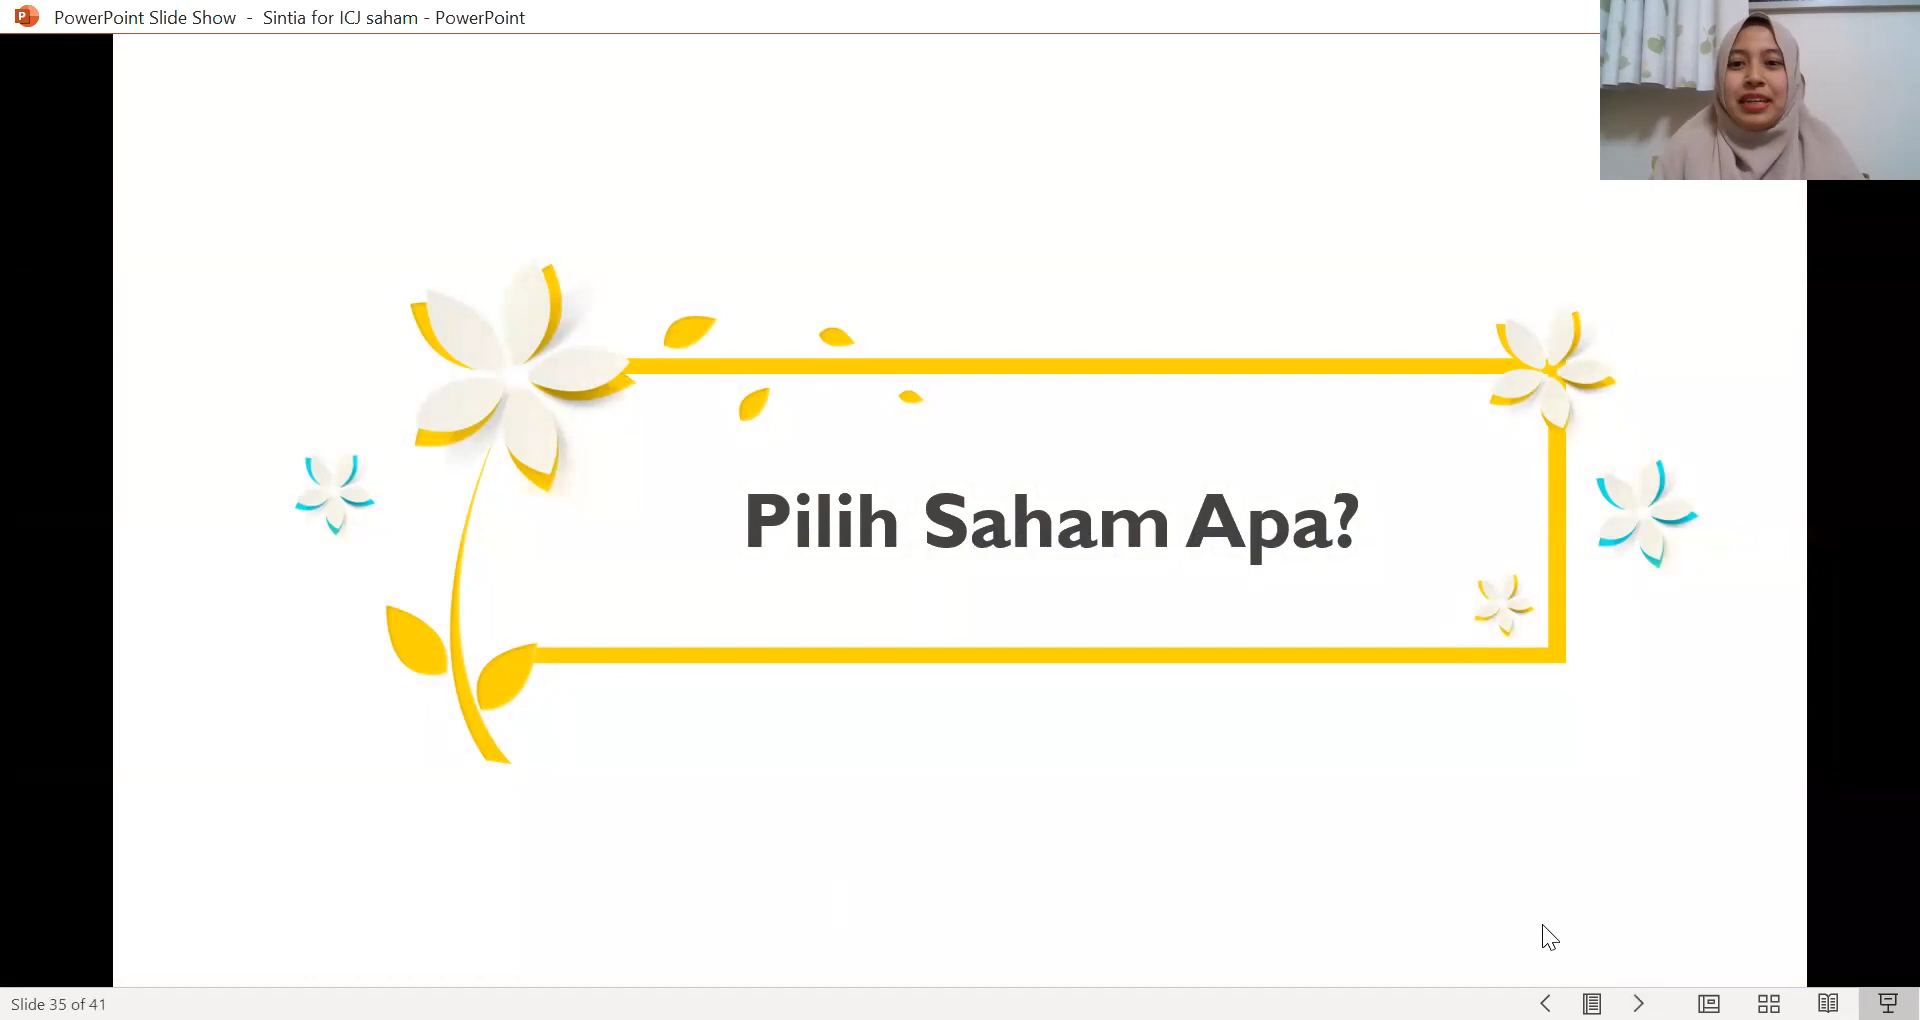 PowerPoint Slide Show - Sintia for ICJ saham - PowerPoint
Pilih Saham Apa?
Slide 35 of 41